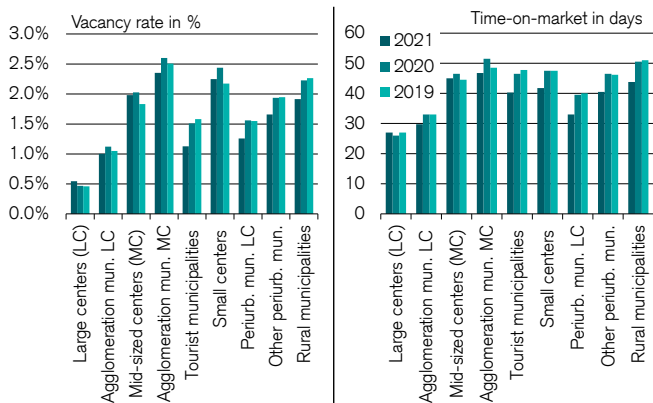 Vacancy rate in %
3.0%
2.5%
2.0%
1.5%
1.0%
0.5%
0.0%
Large centers (LC)
Agglomeration mun. LC
Mid-sized centers (MC)
Agglomeration mun. MC
Tourist municipalities
Small centers
Periurb. mun. LC
Other periurb. mun.
Rural municipalities
Time-on-market in days
60
50
40
30
20
10
0
2021
2020
2019
Large centers (LC)
Agglomeration mun. LC
Mid-sized centers (MC)
Agglomeration mun. MC
Tourist municipalities
Small centers
Periurb. mun. LC
Other periurb. mun.
Rural municipalities